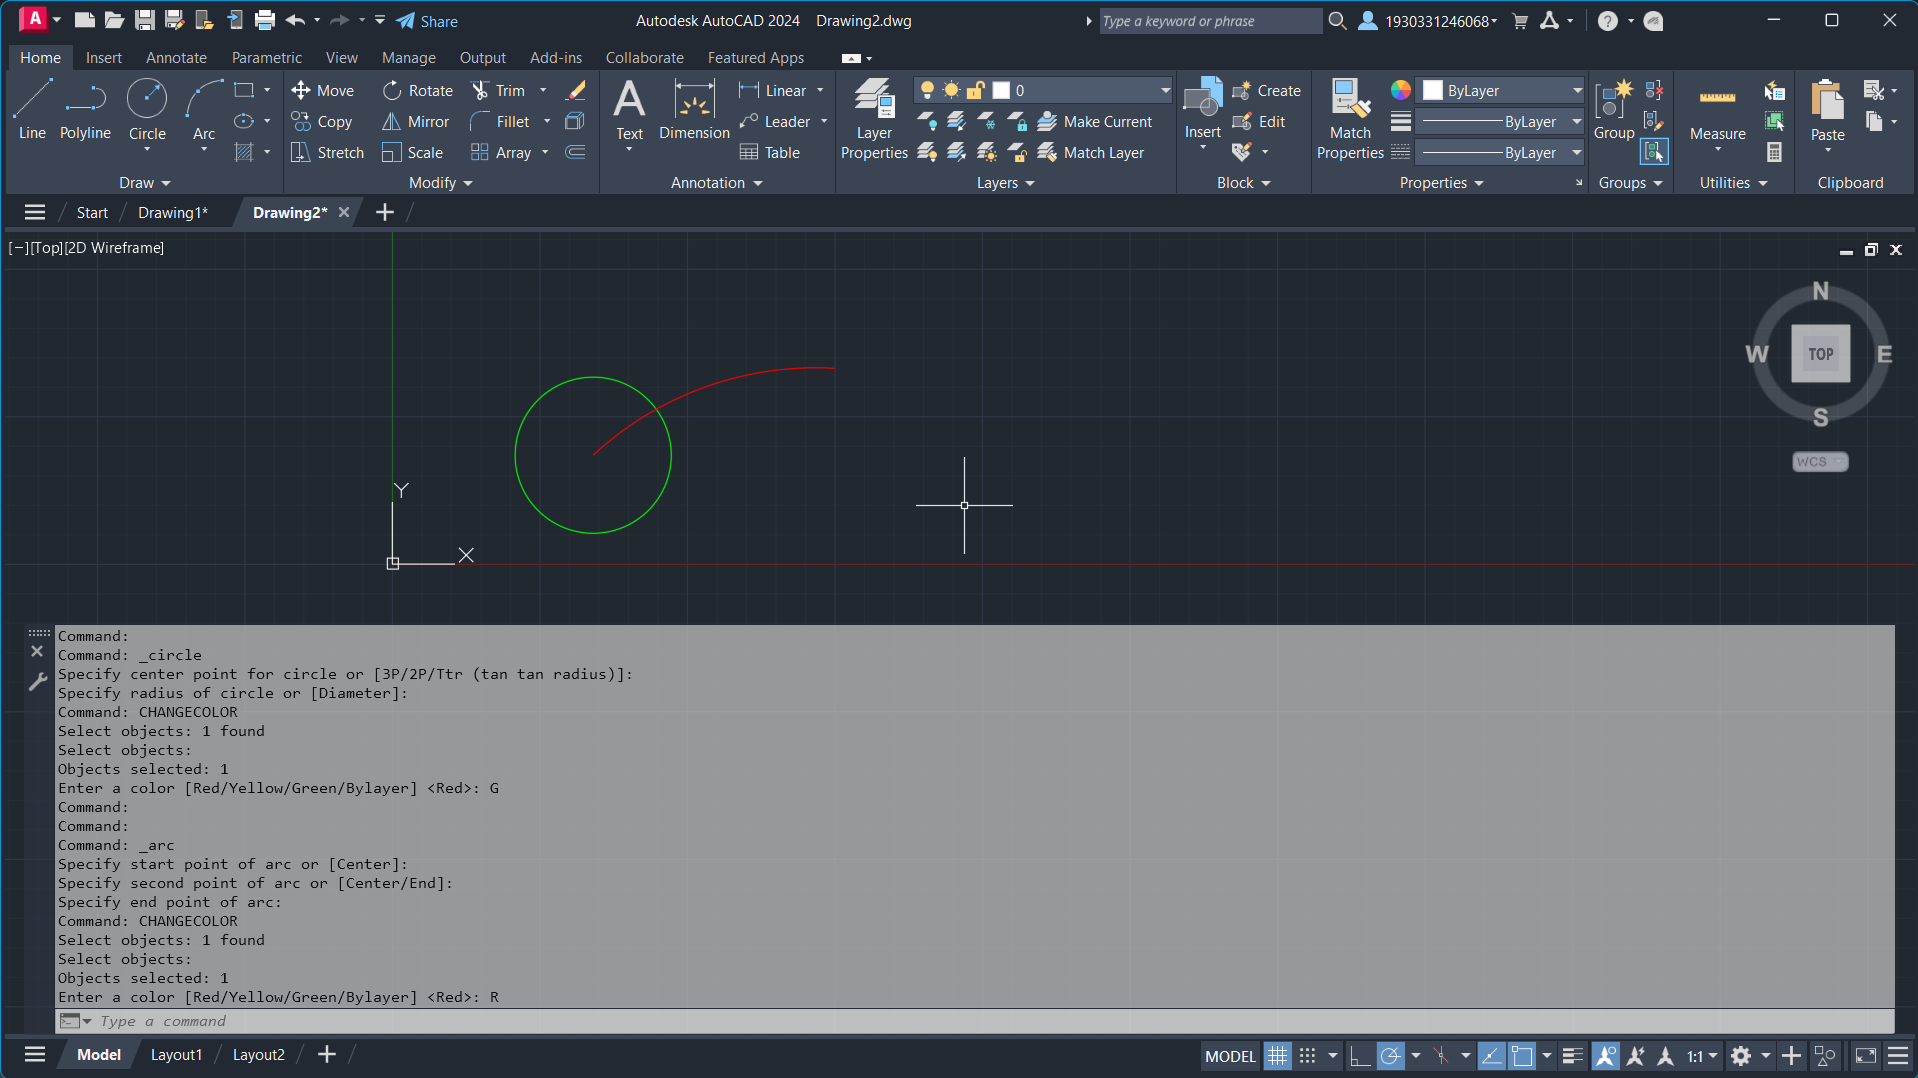 A Share Autodesk AutoCAD 2024 Drawing2.dwg Type a keyword or phrase 1930331246068
Home Insert Annotate Parametric View Manage Output Add-ins Collaborate Featured Apps
Line Polyline Circle Arc
Draw
Move Rotate Trim
Copy Mirror Fillet
Stretch Scale Array
Modify
Text Dimension
Linear
Leader
Table
Annotation
Layer Properties
0
Make Current
Match Layer
Layers
Insert
Create
Edit
Block
Match Properties
ByLayer
ByLayer
ByLayer
Properties
Group
Groups
Measure
Utilities
Paste
Clipboard
Start Drawing1* Drawing2*
[−][Top][2D Wireframe]
N
W TOP E
S
WCS
Y
X
Command:
Command: _circle
Specify center point for circle or [3P/2P/Ttr (tan tan radius)]:
Specify radius of circle or [Diameter]:
Command: CHANGECOLOR
Select objects: 1 found
Select objects:
Objects selected: 1
Enter a color [Red/Yellow/Green/Bylayer] <Red>: G
Command:
Command:
Command: _arc
Specify start point of arc or [Center]:
Specify second point of arc or [Center/End]:
Specify end point of arc:
Command: CHANGECOLOR
Select objects: 1 found
Select objects:
Objects selected: 1
Enter a color [Red/Yellow/Green/Bylayer] <Red>: R
Type a command
Model Layout1 Layout2 MODEL 1:1